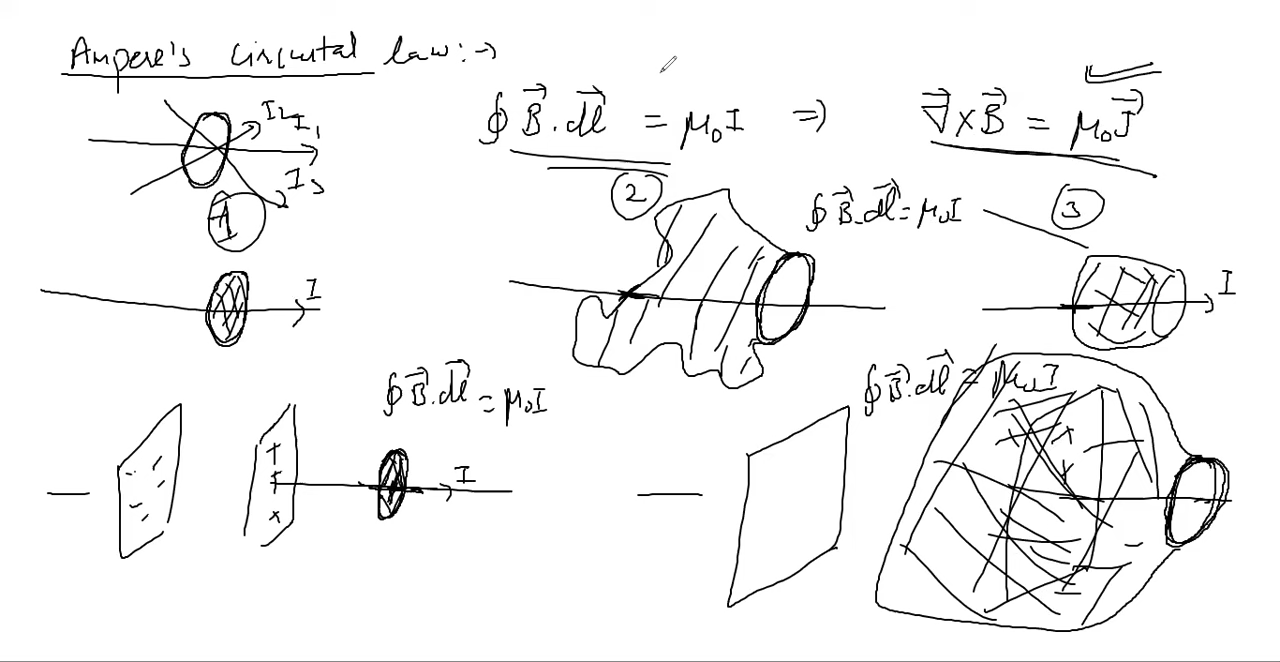 Ampere's Circuital law :→
∮ B⃗ . dl⃗ = μ₀I ⇒ ∇⃗ × B⃗ = μ₀J⃗
I₂ I₁
I₃
1
2
∮ B⃗ . dl⃗ = μ₀I
3
I
I
∮ B⃗ . dl⃗ = μ₀I
∮ B⃗ . dl⃗ = μ₀I
+
+
x
I